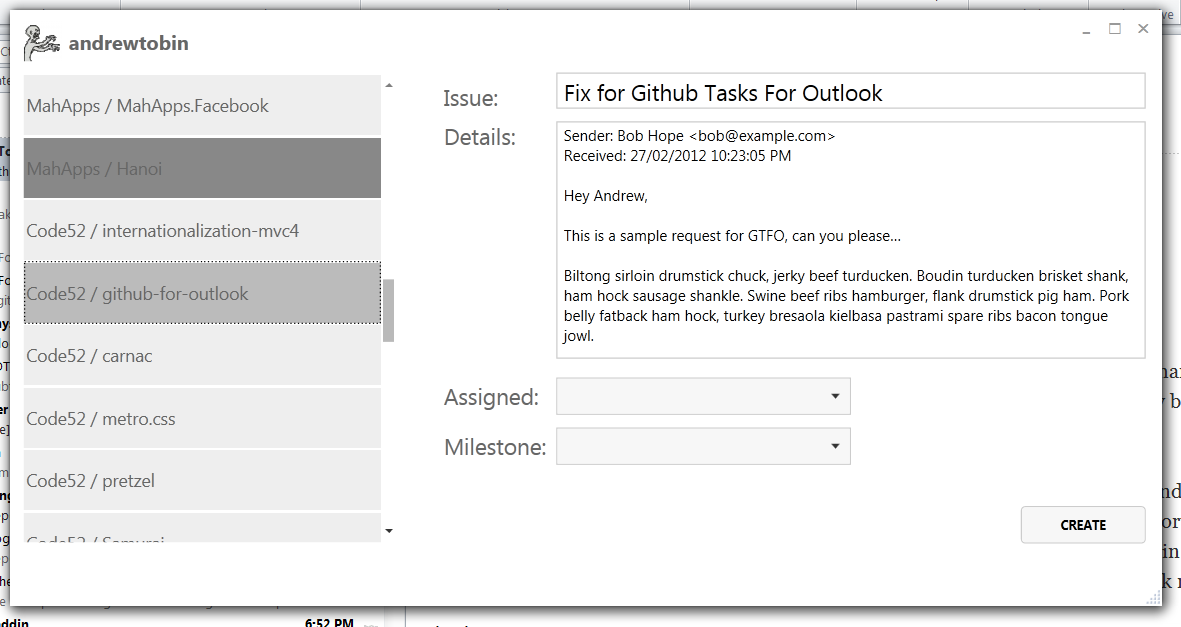 andrewtobin
MahApps / MahApps.Facebook
MahApps / Hanoi
Code52 / internationalization-mvc4
Code52 / github-for-outlook
Code52 / carnac
Code52 / metro.css
Code52 / pretzel
Code52 / Samurai
Issue:
Fix for Github Tasks For Outlook
Details:
Sender: Bob Hope <bob@example.com>
Received: 27/02/2012 10:23:05 PM
Hey Andrew,
This is a sample request for GTFO, can you please...
Biltong sirloin drumstick chuck, jerky beef turducken. Boudin turducken brisket shank,
ham hock sausage shankle. Swine beef ribs hamburger, flank drumstick pig ham. Pork
belly fatback ham hock, turkey bresaola kielbasa pastrami spare ribs bacon tongue
jowl.
Assigned:
Milestone:
CREATE
6:52 PM